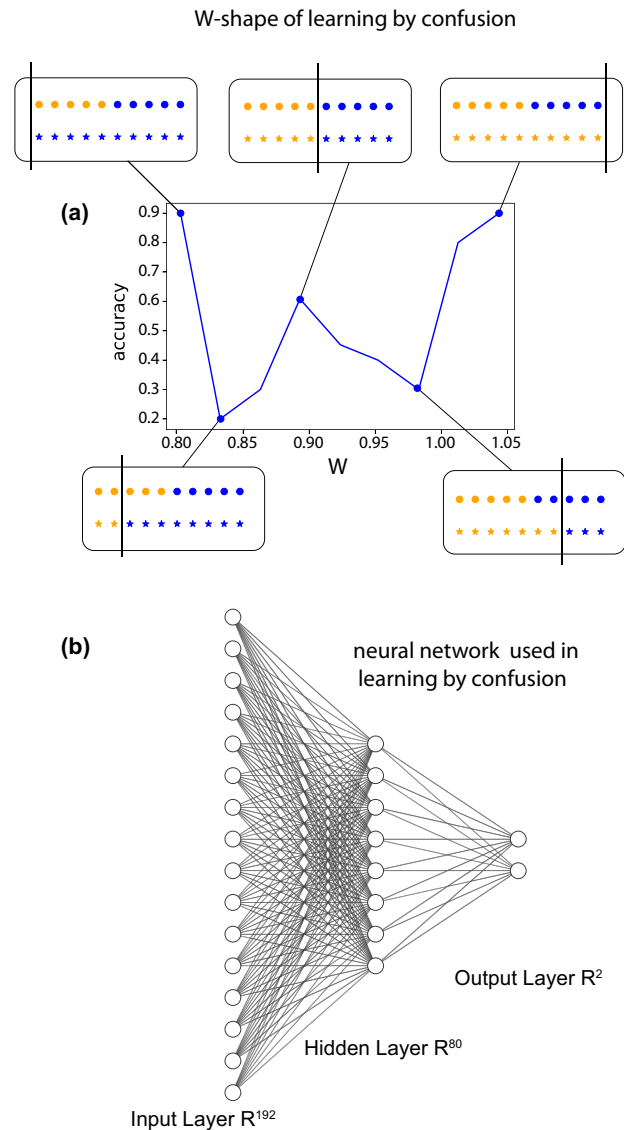 W-shape of learning by confusion
(a)
accuracy
0.9
0.8
0.7
0.6
0.5
0.4
0.3
0.2
0.80
0.85
0.90
0.95
1.00
1.05
W
(b)
neural network used in
learning by confusion
Output Layer R²
Hidden Layer R⁸⁰
Input Layer R¹⁹²